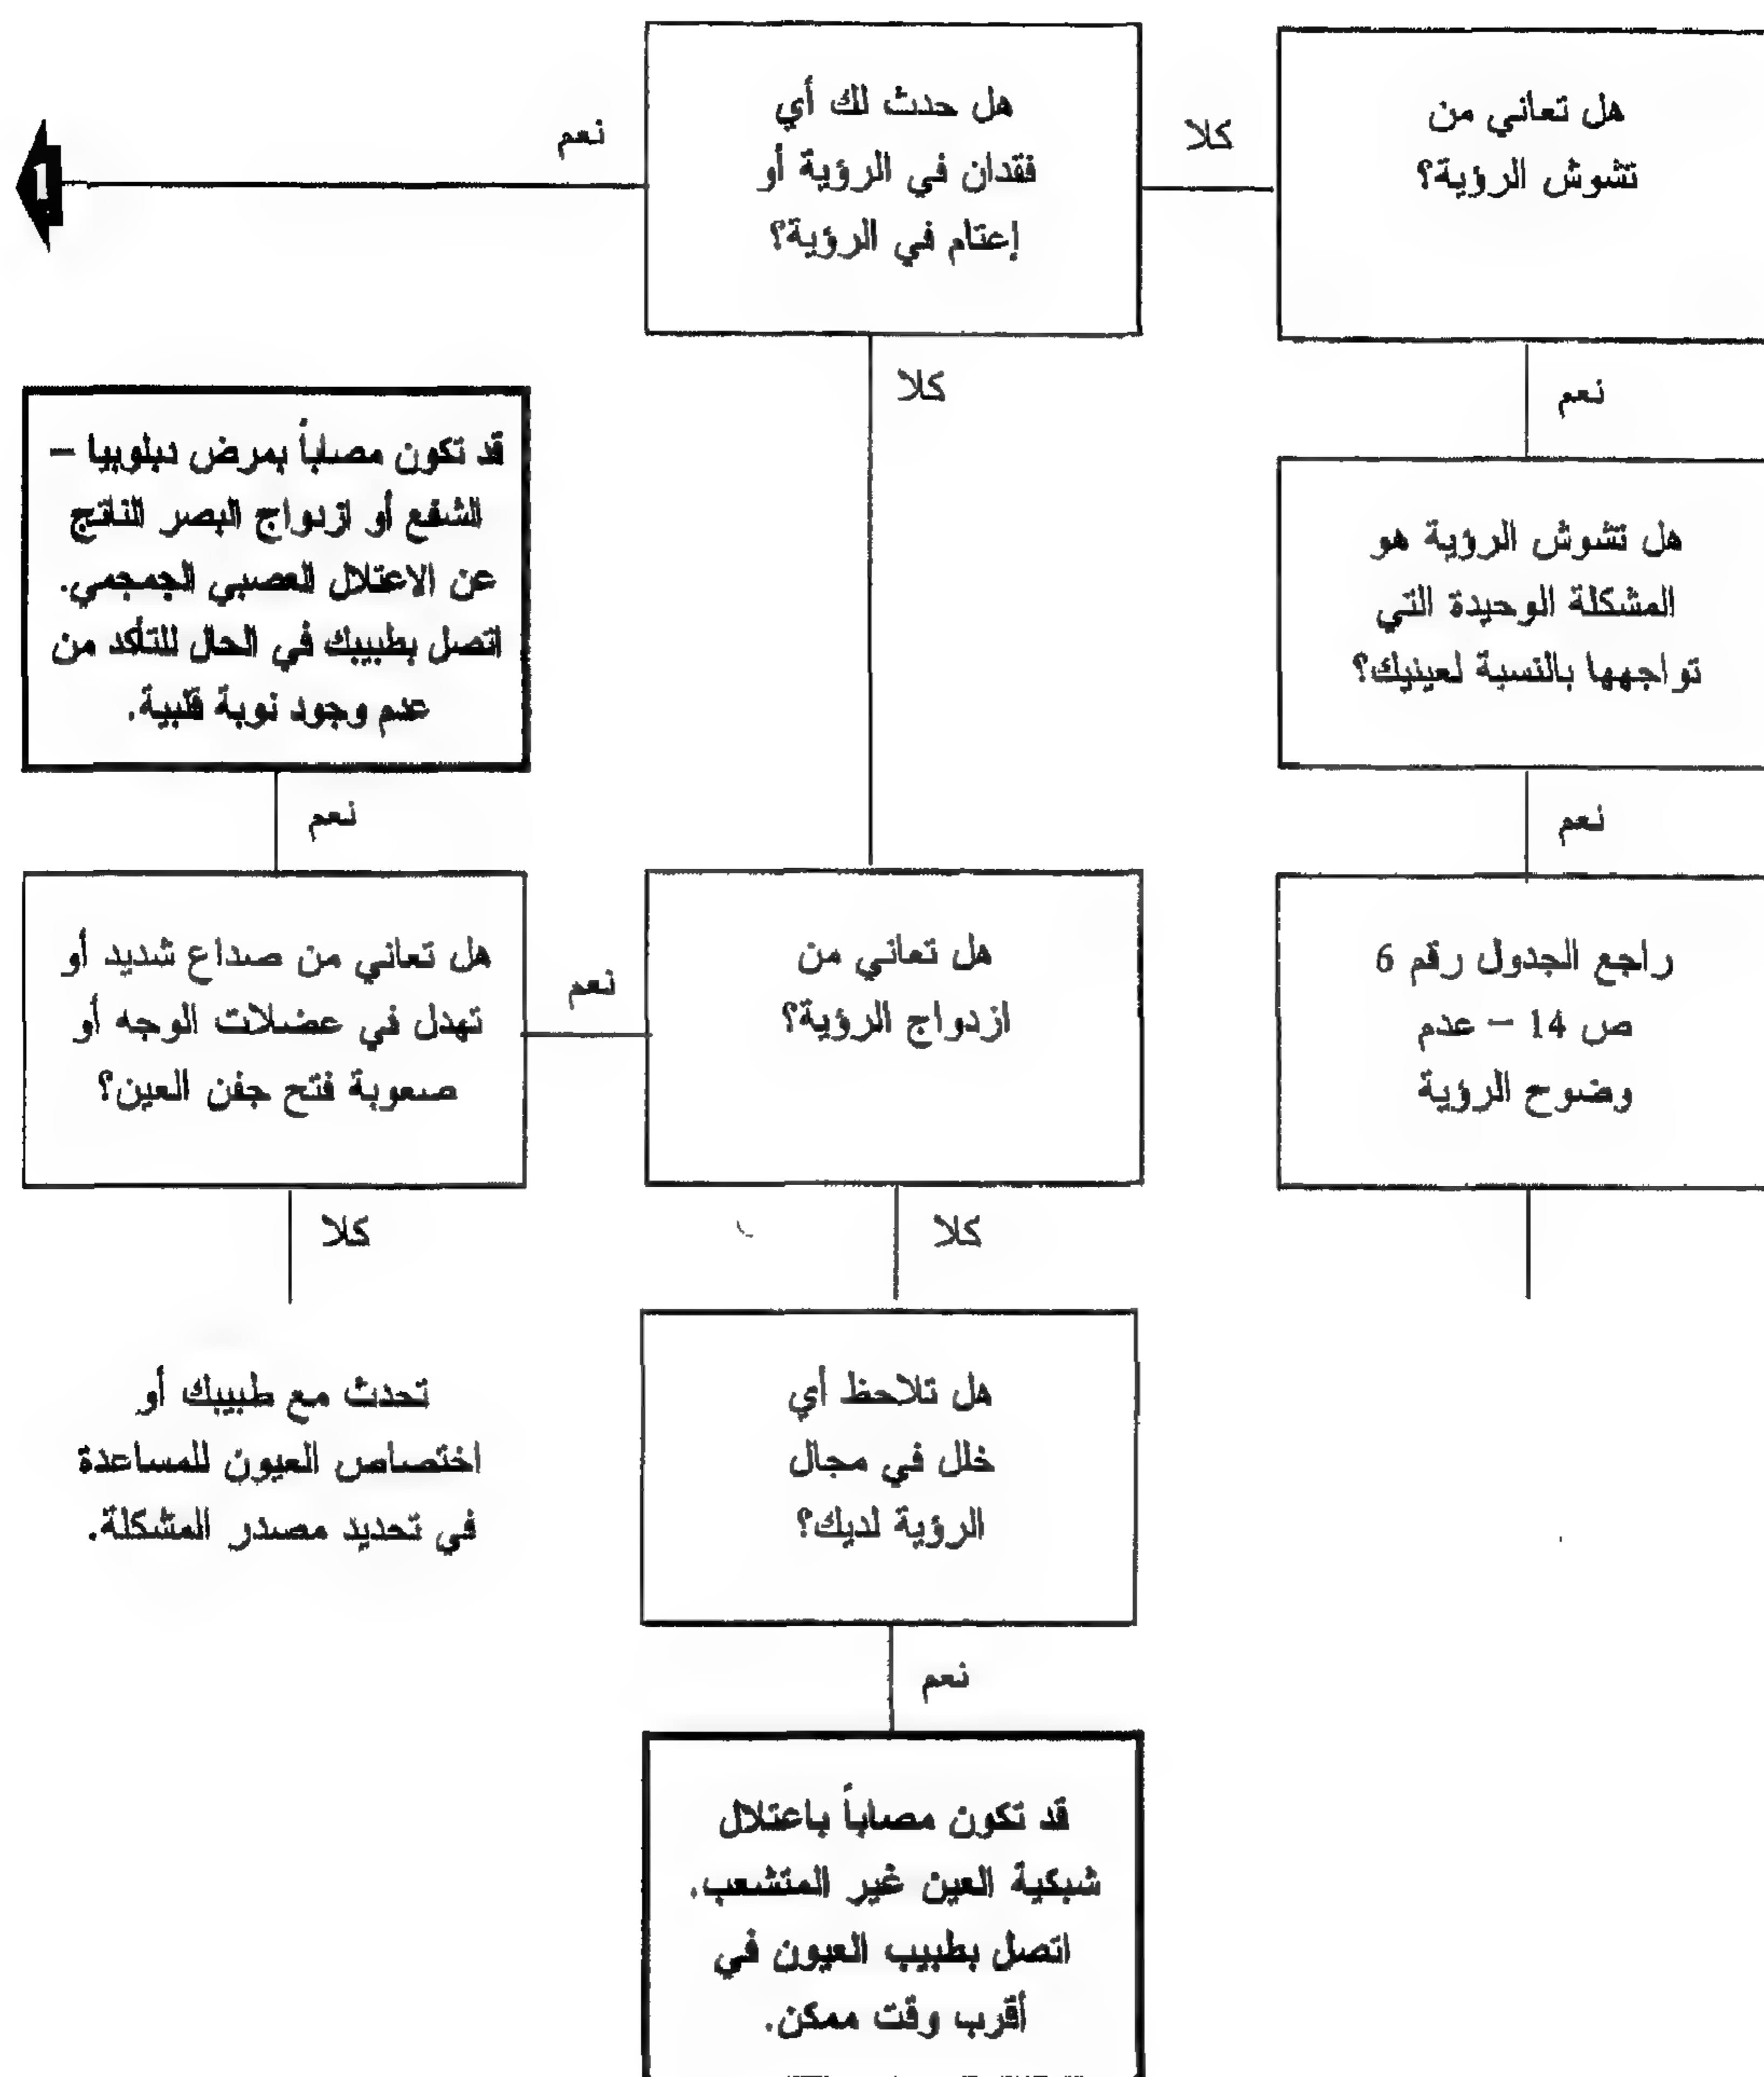 هل تعاني من
تشوش الرؤية؟
كلا
هل حدث لك أي
فقدان في الرؤية أو
إعتام في الرؤية؟
نعم
1
نعم
كلا
هل تشوش الرؤية هو
المشكلة الوحيدة التي
تواجهها بالنسبة لعينيك؟
قد تكون مصاباً بمرض دبلوبيا –
الشفع أو ازدواج البصر الناتج
عن الاعتلال العصبي الجمجمي.
اتصل بطبيبك في الحال للتأكد من
عدم وجود نوبة قلبية.
نعم
نعم
راجع الجدول رقم 6
ص 14 – عدم
وضوح الرؤية
هل تعاني من
ازدواج الرؤية؟
نعم
هل تعاني من صداع شديد أو
تهدل في عضلات الوجه أو
صعوبة فتح جفن العين؟
كلا
كلا
هل تلاحظ أي
خلل في مجال
الرؤية لديك؟
تحدث مع طبيبك أو
اختصاص العيون للمساعدة
في تحديد مصدر المشكلة.
نعم
قد تكون مصاباً باعتلال
شبكية العين غير المتشعب.
اتصل بطبيب العيون في
أقرب وقت ممكن.